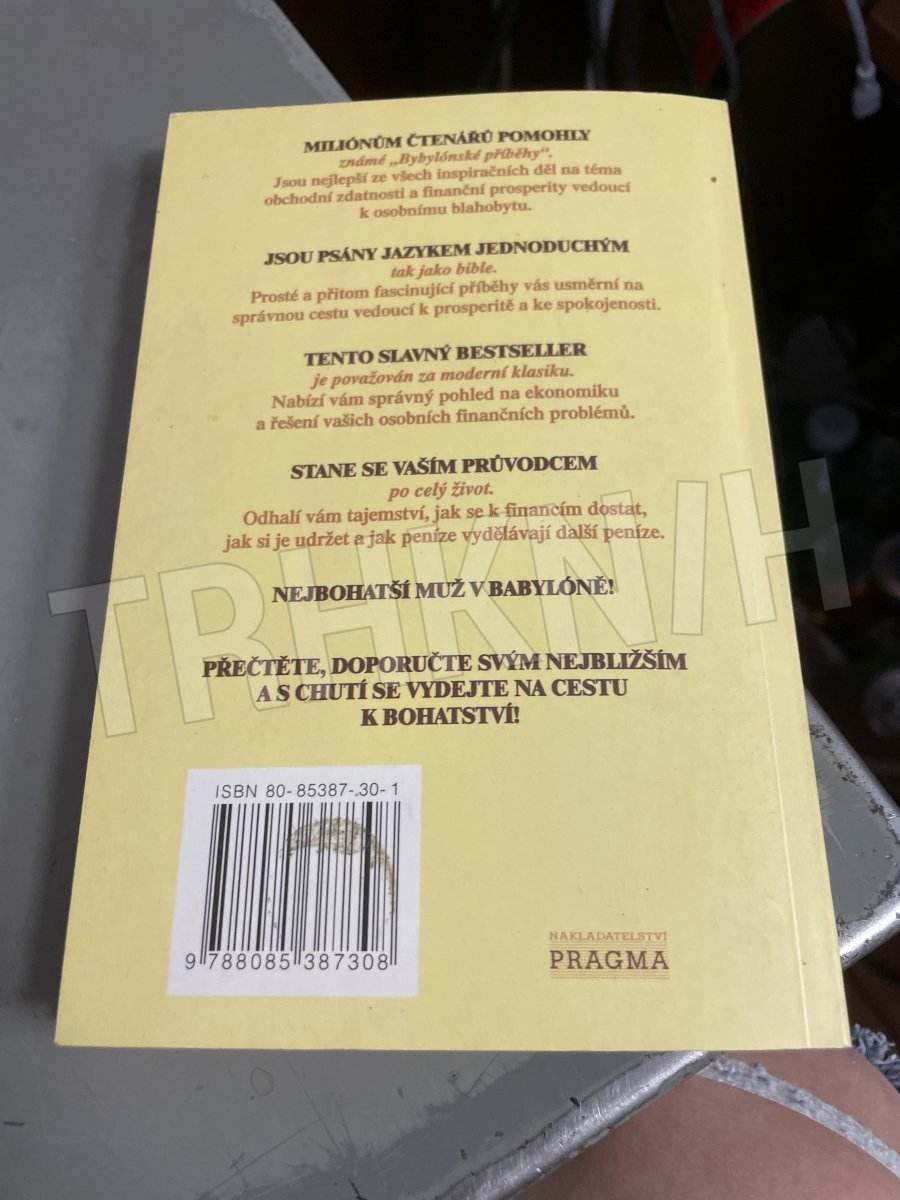 MILIÓNŮM ČTENÁŘŮ POMOHLY
známé „Bybylónské příběhy“.
Jsou nejlepší ze všech inspiračních děl na téma
obchodní zdatnosti a finanční prosperity vedoucí
k osobnímu blahobytu.
JSOU PSÁNY JAZYKEM JEDNODUCHÝM
tak jako bible.
Prosté a přitom fascinující příběhy vás usměrní na
správnou cestu vedoucí k prosperitě a ke spokojenosti.
TENTO SLAVNÝ BESTSELLER
je považován za moderní klasiku.
Nabízí vám správný pohled na ekonomiku
a řešení vašich osobních finančních problémů.
STANE SE VAŠÍM PRŮVODCEM
po celý život.
Odhalí vám tajemství, jak se k financím dostat,
jak si je udržet a jak peníze vydělávají další peníze.
NEJBOHATŠÍ MUŽ V BABYLÓNĚ!
PŘEČTĚTE, DOPORUČTE SVÝM NEJBLIŽŠÍM
A S CHUTÍ SE VYDEJTE NA CESTU
K BOHATSTVÍ!
TRHKNIH
ISBN 80-85387-30-1
9 788085 387308
NAKLADATELSTVÍ
PRAGMA